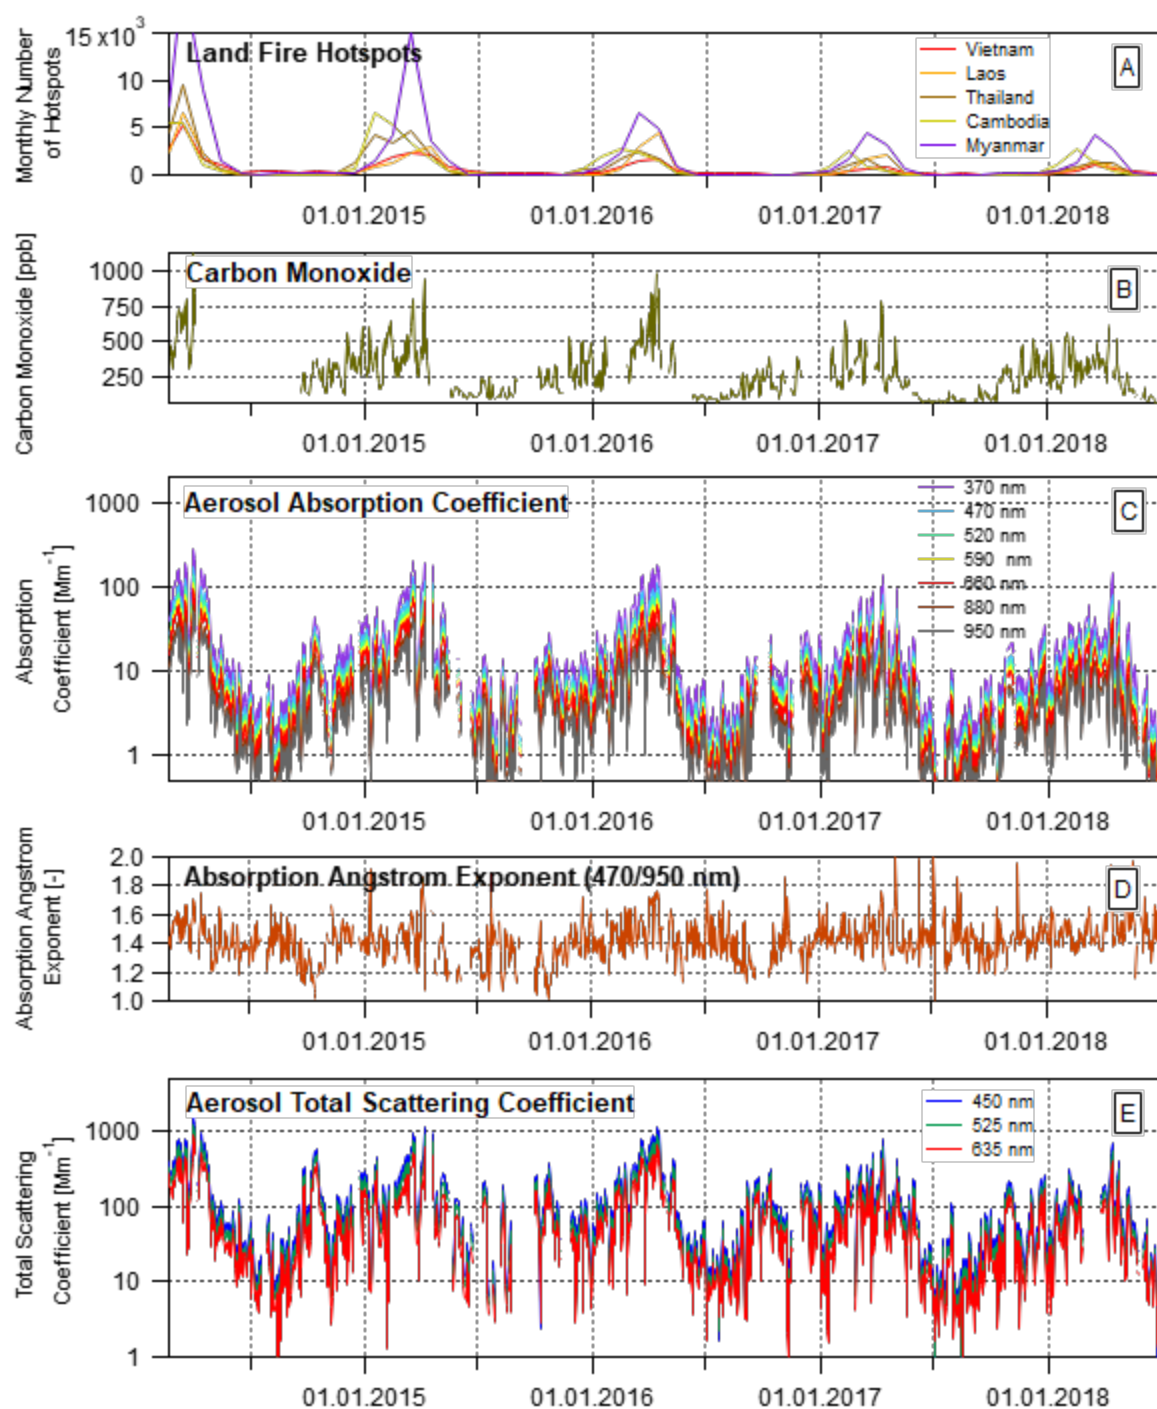 Land Fire Hotspots
A
Monthly Number
of Hotspots
15 x10³
10
5
0
Vietnam
Laos
Thailand
Cambodia
Myanmar
01.01.2015 01.01.2016 01.01.2017 01.01.2018
Carbon Monoxide
B
Carbon Monoxide [ppb]
1000
750
500
250
01.01.2015 01.01.2016 01.01.2017 01.01.2018
Aerosol Absorption Coefficient
C
Absorption
Coefficient [Mm⁻¹]
1000
100
10
1
370 nm
470 nm
520 nm
590 nm
660 nm
880 nm
950 nm
01.01.2015 01.01.2016 01.01.2017 01.01.2018
Absorption Angstrom Exponent (470/950 nm)
D
Absorption Angstrom
Exponent [-]
2.0
1.8
1.6
1.4
1.2
1.0
01.01.2015 01.01.2016 01.01.2017 01.01.2018
Aerosol Total Scattering Coefficient
E
Total Scattering
Coefficient [Mm⁻¹]
1000
100
10
1
450 nm
525 nm
635 nm
01.01.2015 01.01.2016 01.01.2017 01.01.2018